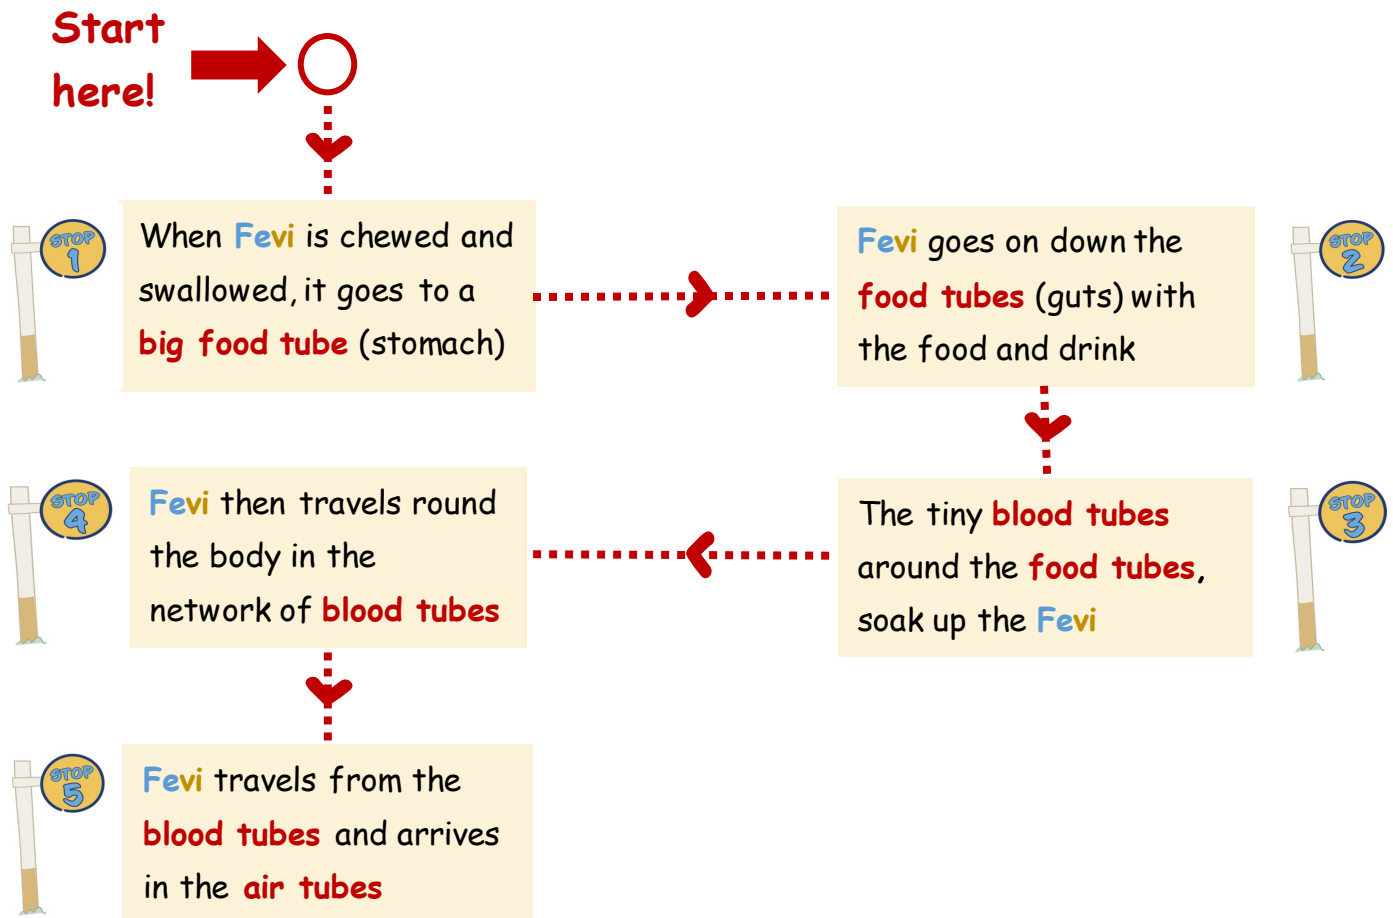 Start
here!
STOP
1
When Fevi is chewed and
swallowed, it goes to a
big food tube (stomach)
STOP
2
Fevi goes on down the
food tubes (guts) with
the food and drink
STOP
3
The tiny blood tubes
around the food tubes,
soak up the Fevi
STOP
4
Fevi then travels round
the body in the
network of blood tubes
STOP
5
Fevi travels from the
blood tubes and arrives
in the air tubes